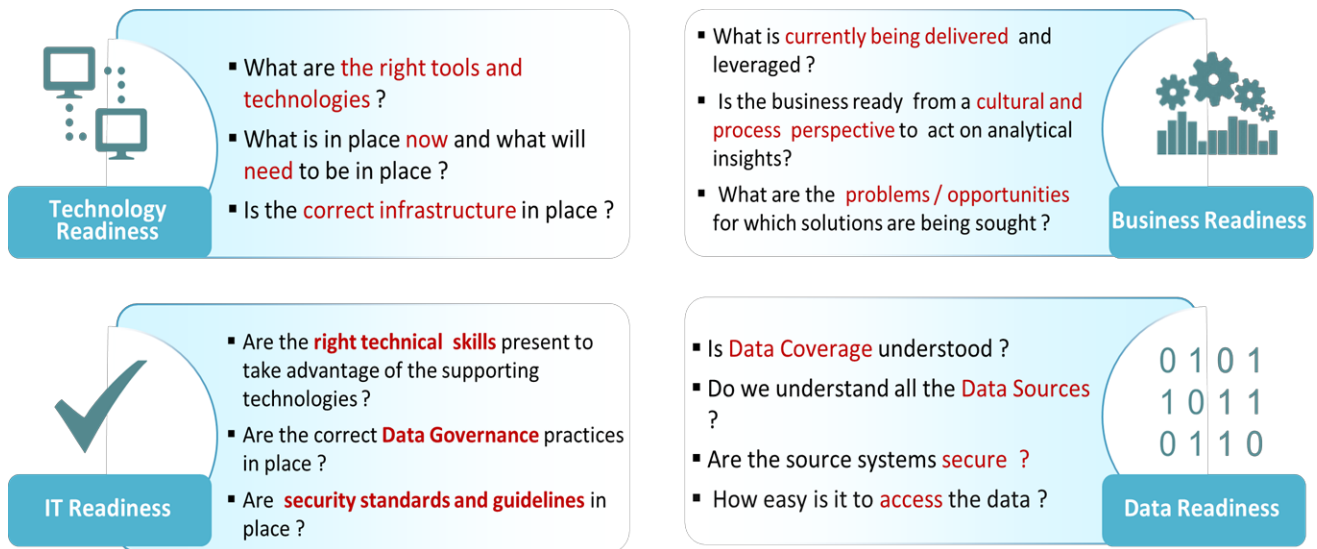 ▪ What are the right tools and
technologies ?
▪ What is in place now and what will
need to be in place ?
▪ Is the correct infrastructure in place ?
Technology
Readiness
▪ What is currently being delivered and
leveraged ?
▪ Is the business ready from a cultural and
process perspective to act on analytical
insights?
▪ What are the problems / opportunities
for which solutions are being sought ?
Business Readiness
▪ Are the right technical skills present to
take advantage of the supporting
technologies ?
▪ Are the correct Data Governance practices
in place ?
▪ Are security standards and guidelines in
place ?
IT Readiness
▪ Is Data Coverage understood ?
▪ Do we understand all the Data Sources
?
▪ Are the source systems secure ?
▪ How easy is it to access the data ?
0 1 0 1
1 0 1 1
0 1 1 0
Data Readiness